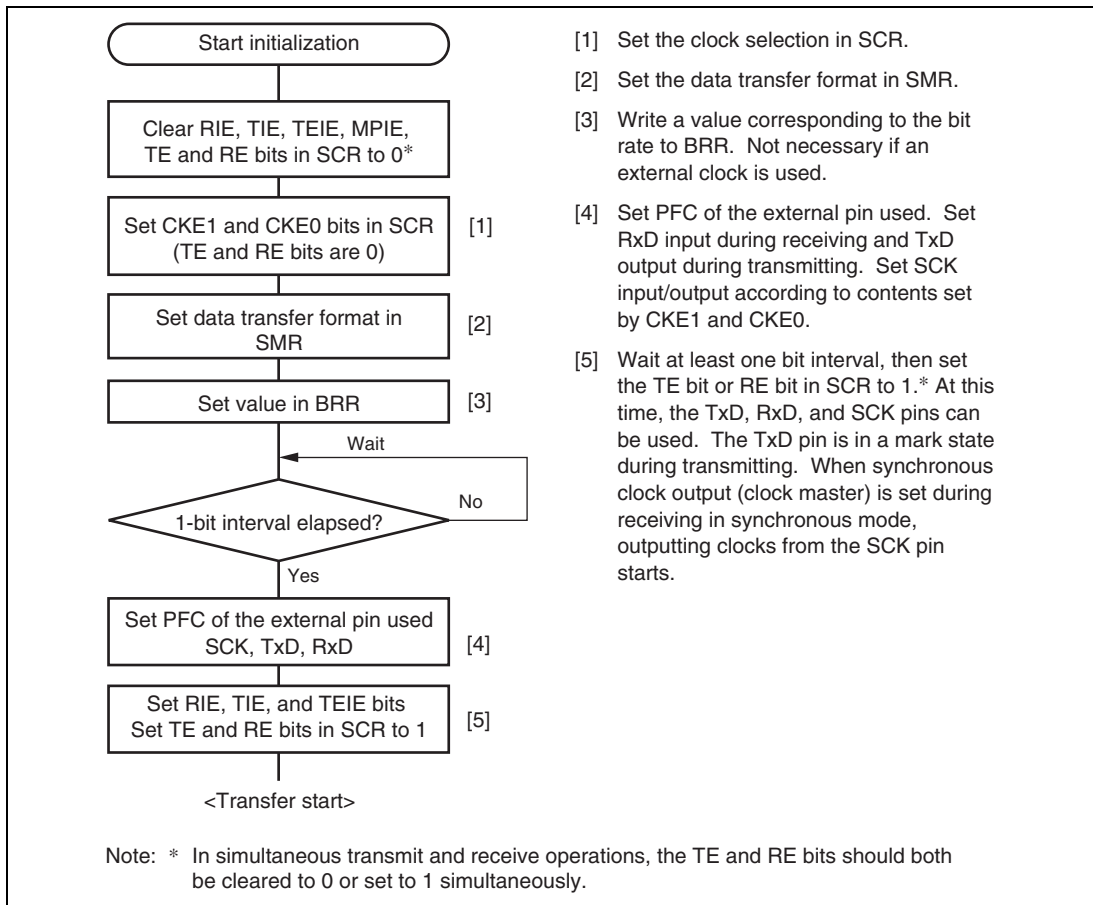 Start initialization
Clear RIE, TIE, TEIE, MPIE,
TE and RE bits in SCR to 0*
Set CKE1 and CKE0 bits in SCR
(TE and RE bits are 0)
[1]
Set data transfer format in
SMR
[2]
Set value in BRR
[3]
Wait
1-bit interval elapsed?
No
Yes
Set PFC of the external pin used
SCK, TxD, RxD
[4]
Set RIE, TIE, and TEIE bits
Set TE and RE bits in SCR to 1
[5]
<Transfer start>
[1] Set the clock selection in SCR.
[2] Set the data transfer format in SMR.
[3] Write a value corresponding to the bit
rate to BRR. Not necessary if an
external clock is used.
[4] Set PFC of the external pin used. Set
RxD input during receiving and TxD
output during transmitting. Set SCK
input/output according to contents set
by CKE1 and CKE0.
[5] Wait at least one bit interval, then set
the TE bit or RE bit in SCR to 1.* At this
time, the TxD, RxD, and SCK pins can
be used. The TxD pin is in a mark state
during transmitting. When synchronous
clock output (clock master) is set during
receiving in synchronous mode,
outputting clocks from the SCK pin
starts.
Note: * In simultaneous transmit and receive operations, the TE and RE bits should both
be cleared to 0 or set to 1 simultaneously.